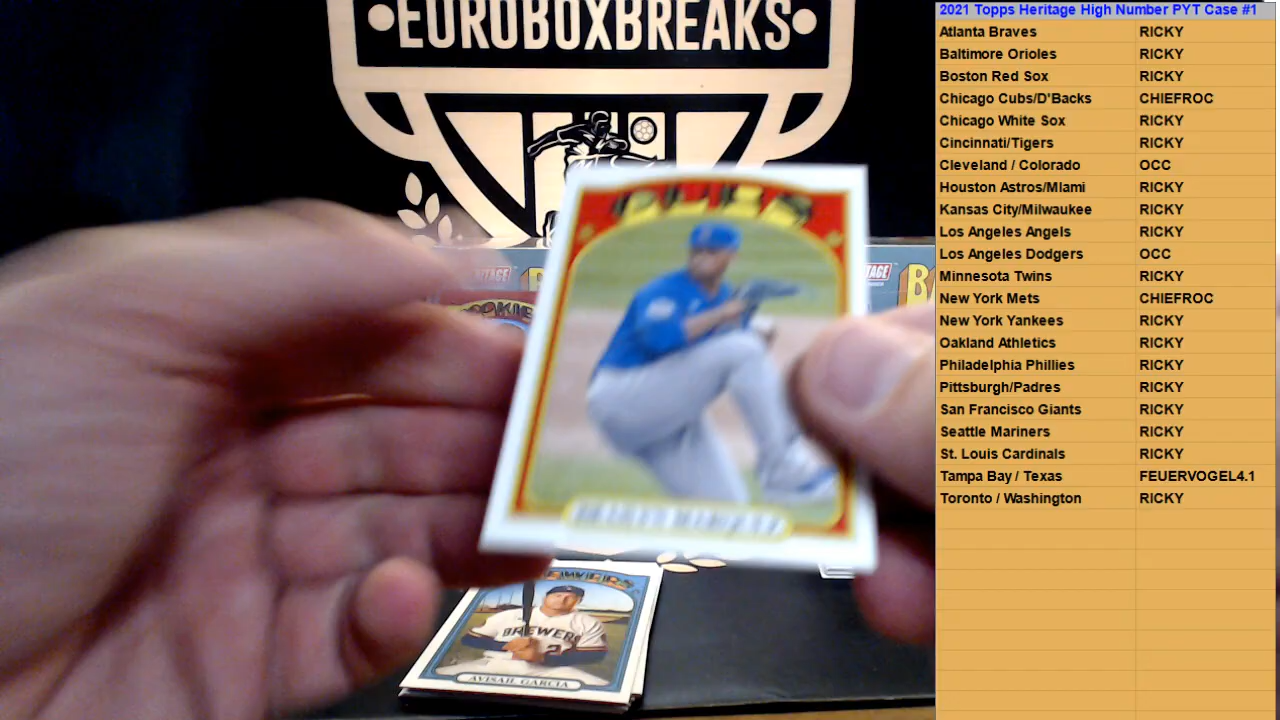 EUROBOXBREAKS
CUBS
BREWERS
AVISAIL GARCIA
2021 Topps Heritage High Number PYT Case #1
Atlanta Braves RICKY
Baltimore Orioles RICKY
Boston Red Sox RICKY
Chicago Cubs/D'Backs CHIEFROC
Chicago White Sox RICKY
Cincinnati/Tigers RICKY
Cleveland / Colorado OCC
Houston Astros/Miami RICKY
Kansas City/Milwaukee RICKY
Los Angeles Angels RICKY
Los Angeles Dodgers OCC
Minnesota Twins RICKY
New York Mets CHIEFROC
New York Yankees RICKY
Oakland Athletics RICKY
Philadelphia Phillies RICKY
Pittsburgh/Padres RICKY
San Francisco Giants RICKY
Seattle Mariners RICKY
St. Louis Cardinals RICKY
Tampa Bay / Texas FEUERVOGEL4.1
Toronto / Washington RICKY